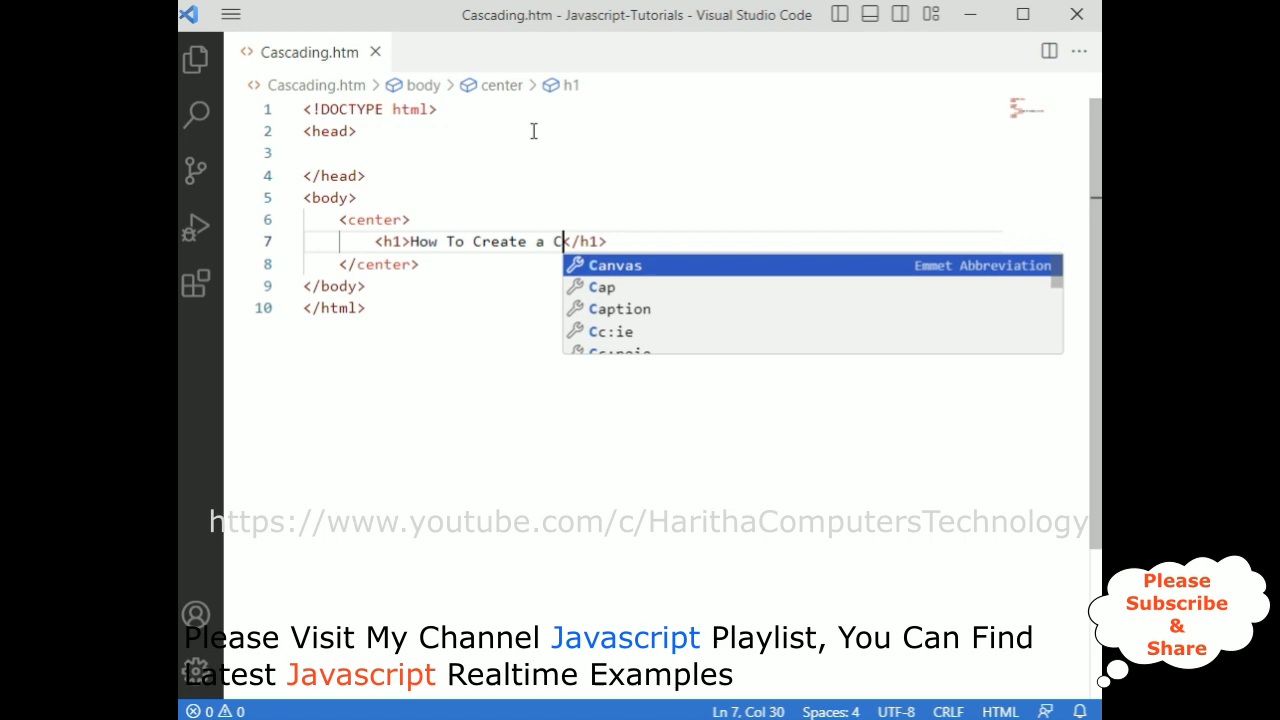 Cascading.htm - Javascript-Tutorials - Visual Studio Code
Cascading.htm
Cascading.htm > body > center > h1
1 <!DOCTYPE html>
2 <head>
3
4 </head>
5 <body>
6 <center>
7 <h1>How To Create a C</h1>
8 </center>
9 </body>
10 </html>
Canvas Emmet Abbreviation
Cap
Caption
Cc:ie
https://www.youtube.com/c/HarithaComputersTechnology
Please
Subscribe
&
Share
Please Visit My Channel Javascript Playlist, You Can Find
Latest Javascript Realtime Examples
0 0 Ln 7, Col 30 Spaces: 4 UTF-8 CRLF HTML